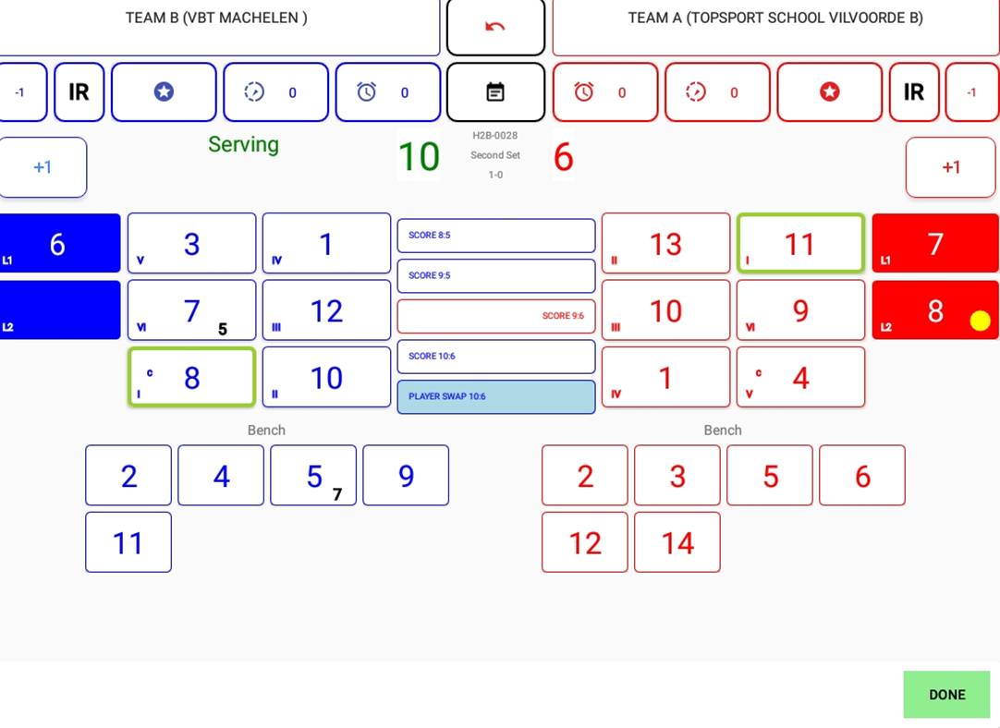 TEAM B (VBT MACHELEN )
TEAM A (TOPSPORT SCHOOL VILVOORDE B)
-1 IR 0 0 0 0 IR -1
+1 Serving 10 H2B-0028 6 +1
Second Set
1-0
6 L1 3 V 1 IV SCORE 8:5 13 II 11 I 7 L1
SCORE 9:5
L2 7 VI 5 12 III SCORE 9:6 10 III 9 VI 8 L2
SCORE 10:6
C 8 I 10 II PLAYER SWAP 10:6 1 IV C 4 V
Bench Bench
2 4 5 7 9 2 3 5 6
11 12 14
DONE